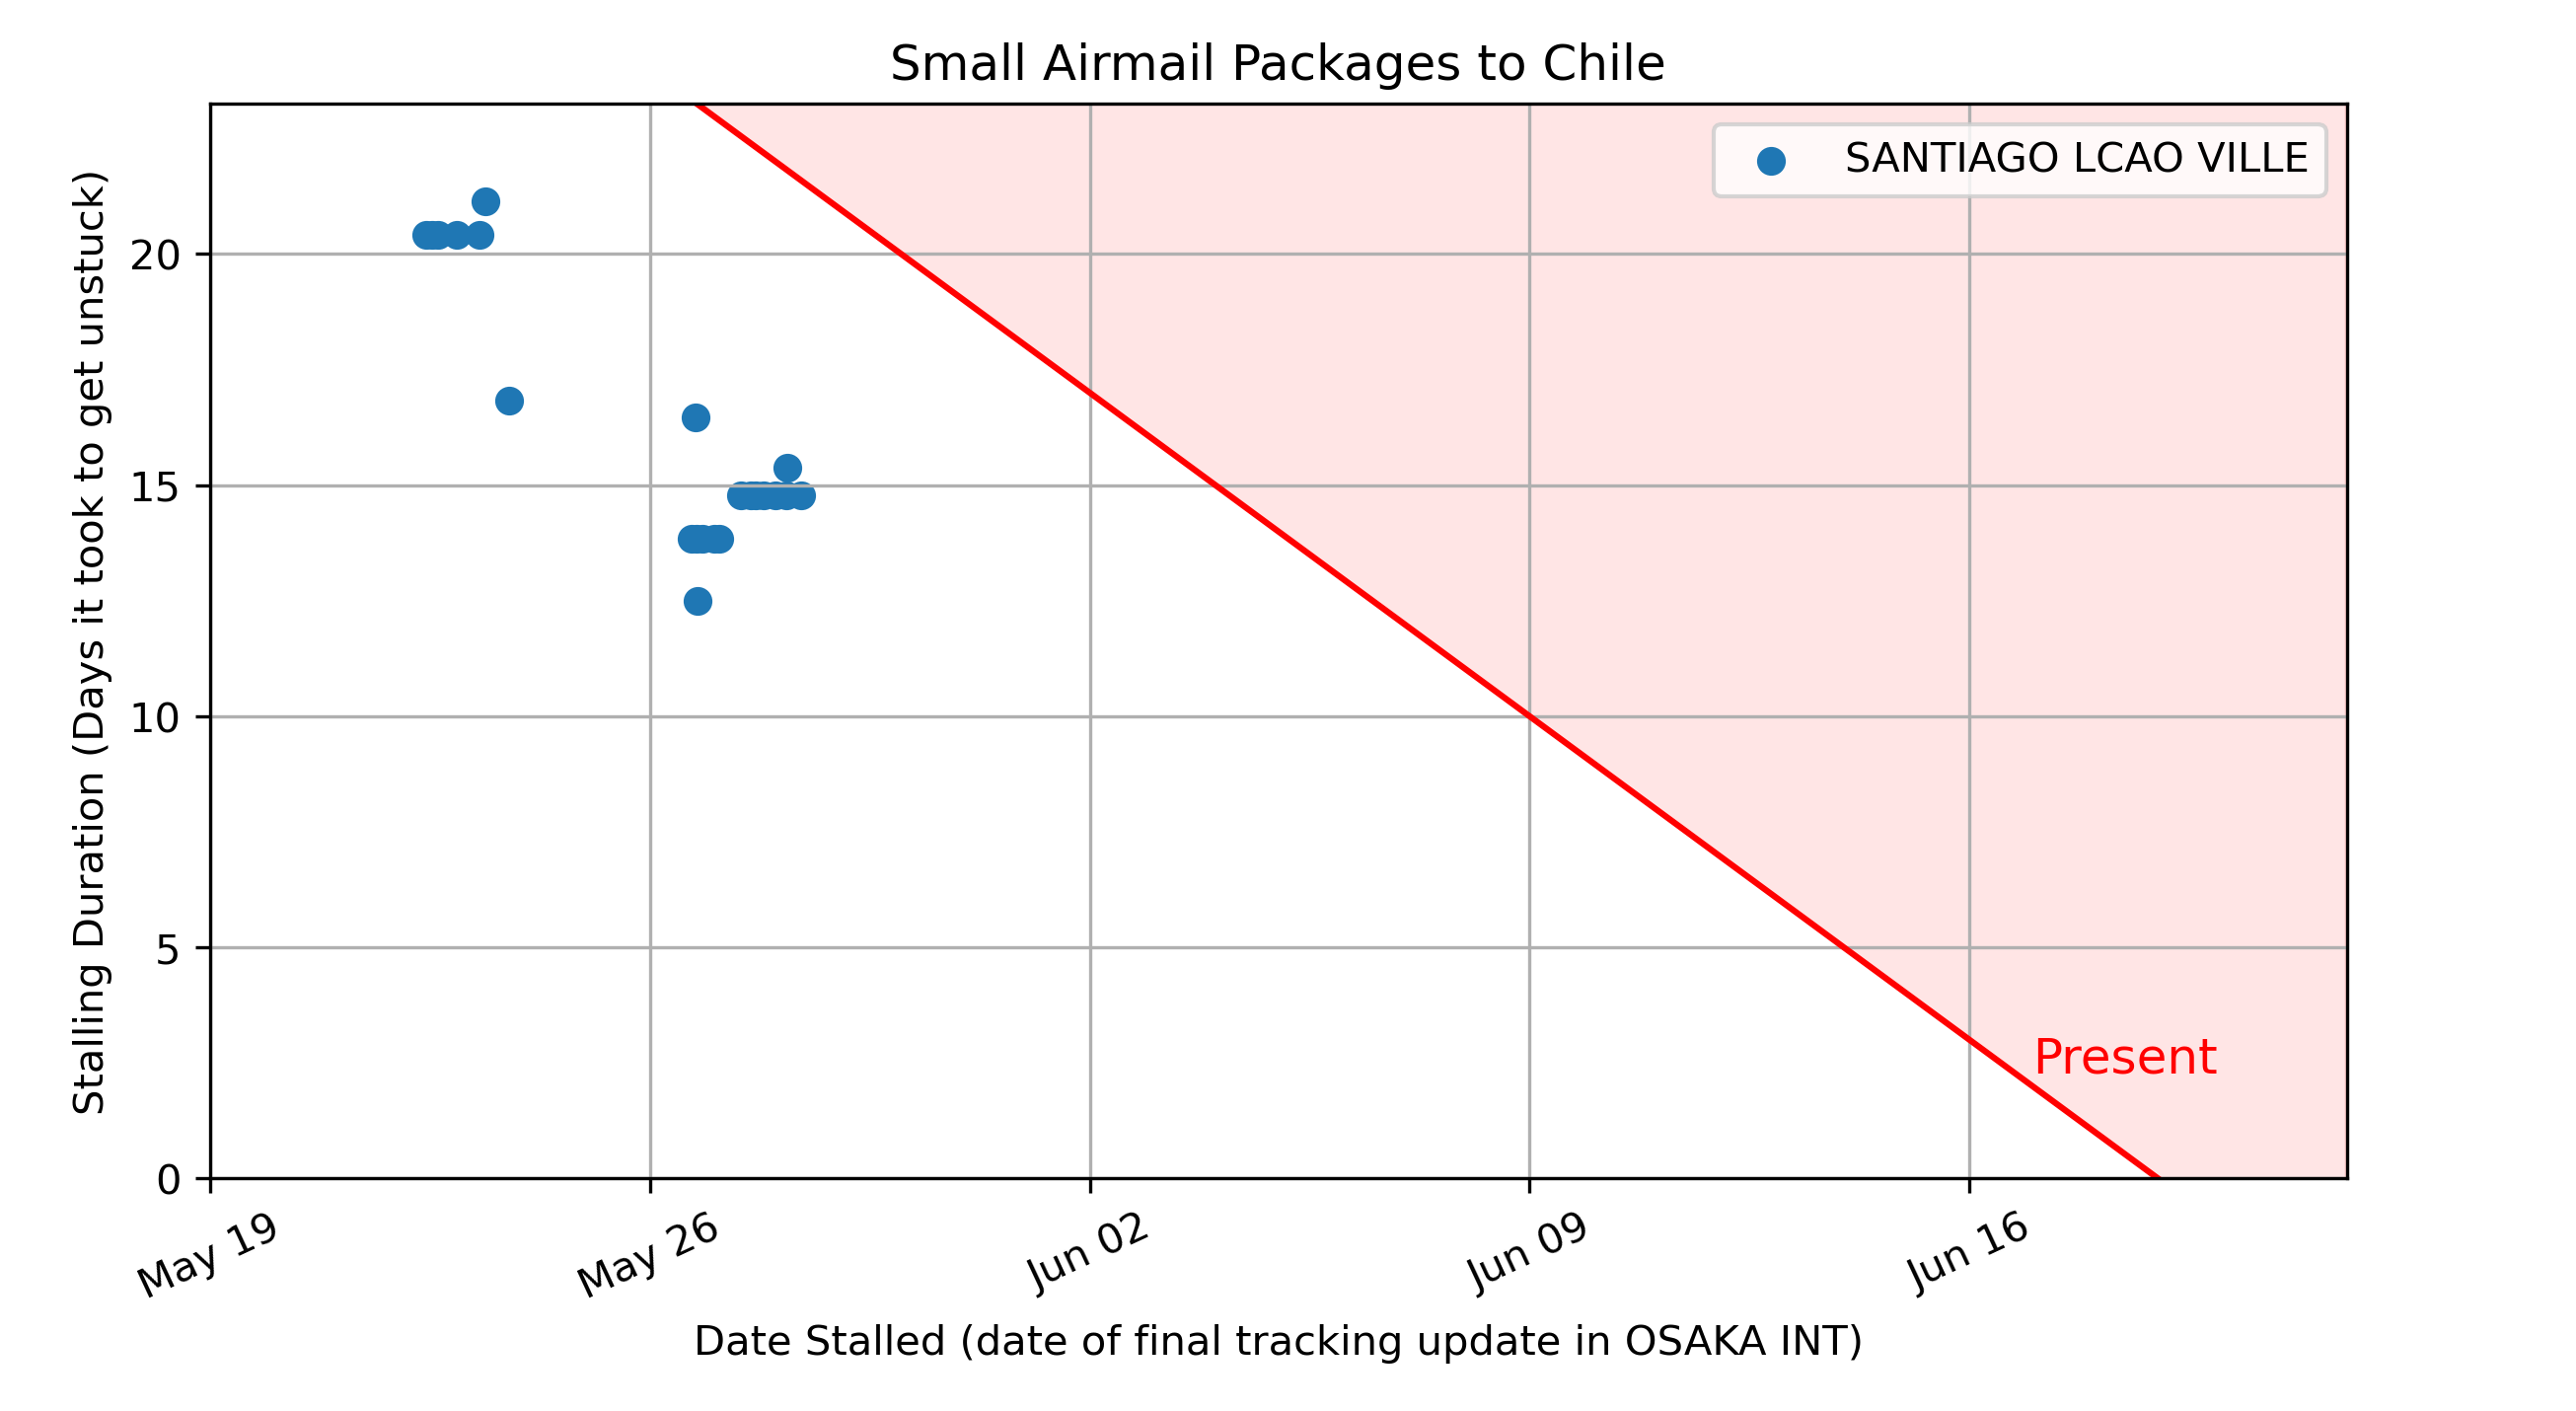 Small Airmail Packages to Chile
SANTIAGO LCAO VILLE
Stalling Duration (Days it took to get unstuck)
20
15
10
5
0
Present
May 19
May 26
Jun 02
Jun 09
Jun 16
Date Stalled (date of final tracking update in OSAKA INT)